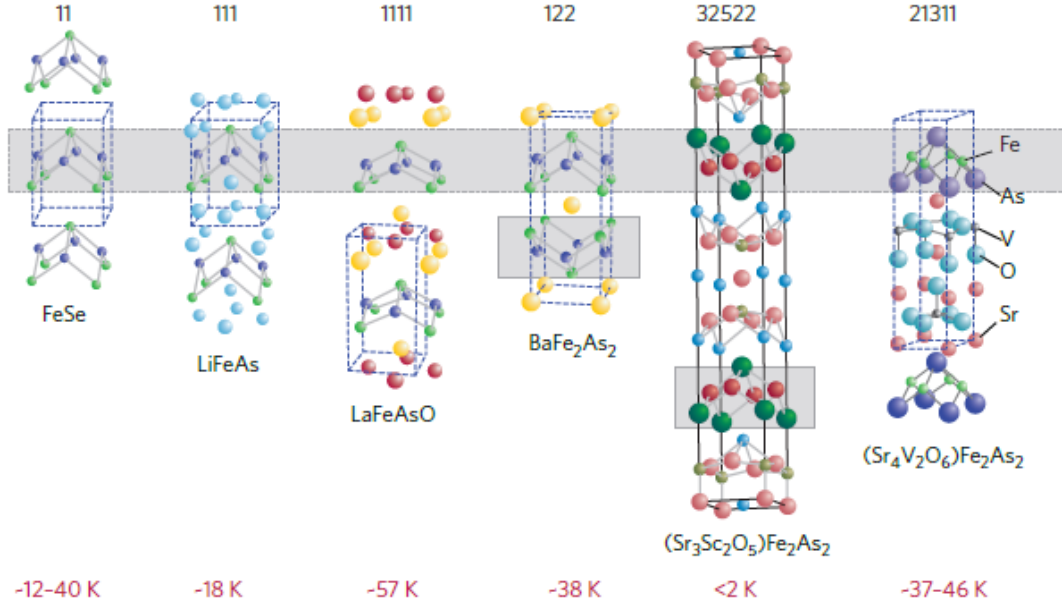 11 111 1111 122 32522 21311
Fe
As
V
O
Sr
FeSe
LiFeAs
BaFe₂As₂
LaFeAsO
(Sr₄V₂O₆)Fe₂As₂
(Sr₃Sc₂O₅)Fe₂As₂
~12–40 K ~18 K ~57 K ~38 K <2 K ~37–46 K